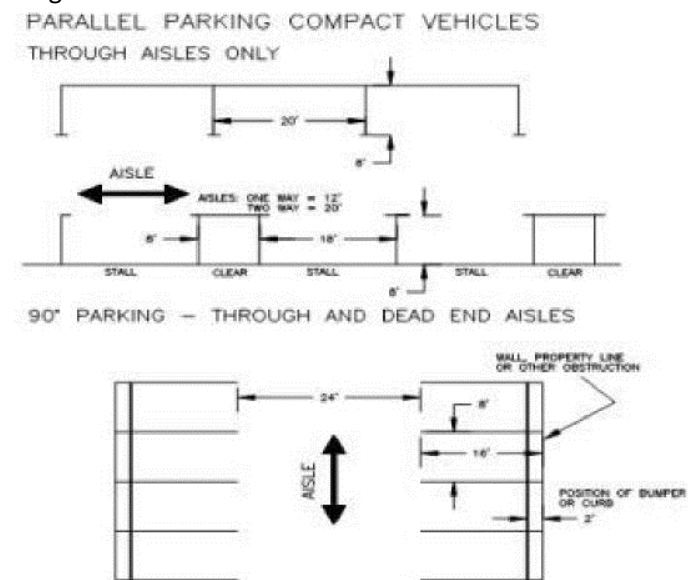 PARALLEL PARKING COMPACT VEHICLES
THROUGH AISLES ONLY
20'
8'
AISLE
AISLES: ONE WAY = 12'
TWO WAY = 20'
8'
18'
STALL
CLEAR
STALL
STALL
CLEAR
8'
90° PARKING – THROUGH AND DEAD END AISLES
WALL, PROPERTY LINE
OR OTHER OBSTRUCTION
24'
8'
16'
AISLE
POSITION OF BUMPER
OR CURB
2'